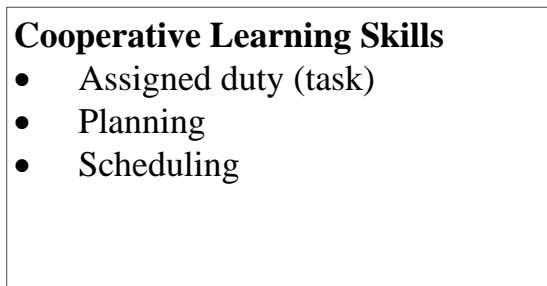 Cooperative Learning Skills
• Assigned duty (task)
• Planning
• Scheduling